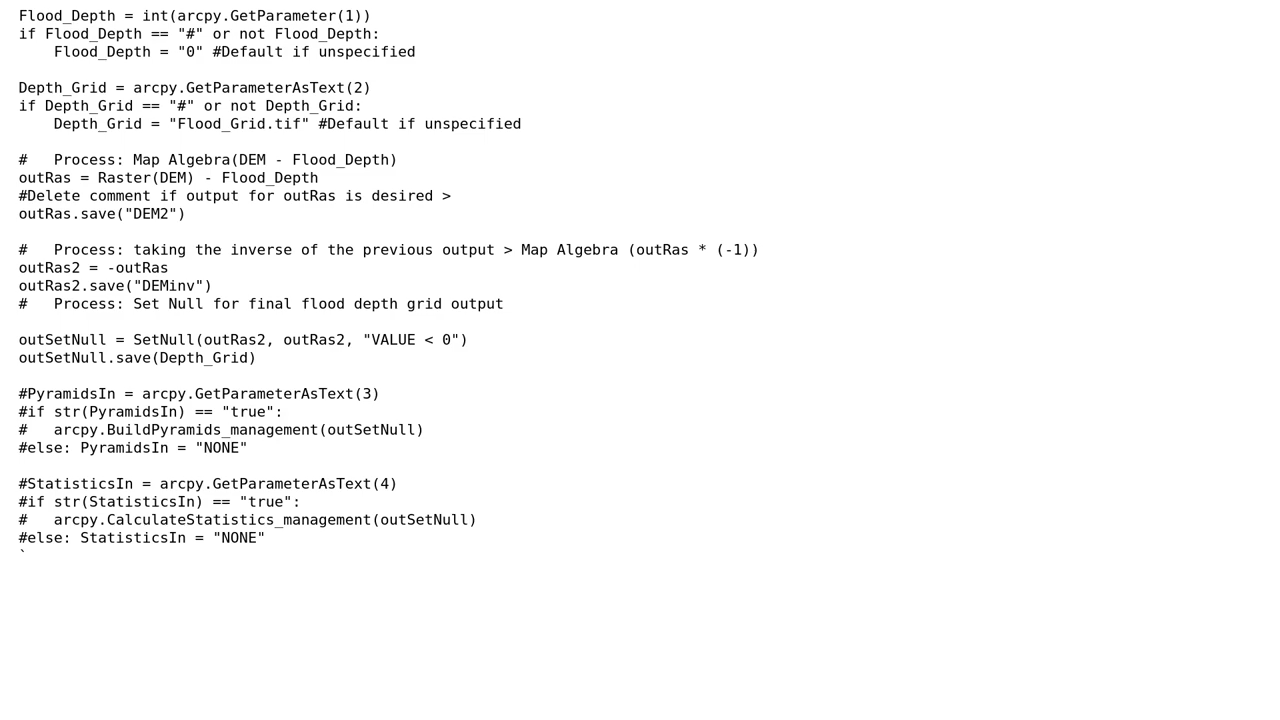 Flood_Depth = int(arcpy.GetParameter(1))
if Flood_Depth == "#" or not Flood_Depth:
    Flood_Depth = "0" #Default if unspecified

Depth_Grid = arcpy.GetParameterAsText(2)
if Depth_Grid == "#" or not Depth_Grid:
    Depth_Grid = "Flood_Grid.tif" #Default if unspecified

#   Process: Map Algebra(DEM - Flood_Depth)
outRas = Raster(DEM) - Flood_Depth
#Delete comment if output for outRas is desired >
outRas.save("DEM2")

#   Process: taking the inverse of the previous output > Map Algebra (outRas * (-1))
outRas2 = -outRas
outRas2.save("DEMinv")
#   Process: Set Null for final flood depth grid output

outSetNull = SetNull(outRas2, outRas2, "VALUE < 0")
outSetNull.save(Depth_Grid)

#PyramidsIn = arcpy.GetParameterAsText(3)
#if str(PyramidsIn) == "true":
#   arcpy.BuildPyramids_management(outSetNull)
#else: PyramidsIn = "NONE"

#StatisticsIn = arcpy.GetParameterAsText(4)
#if str(StatisticsIn) == "true":
#   arcpy.CalculateStatistics_management(outSetNull)
#else: StatisticsIn = "NONE"
`